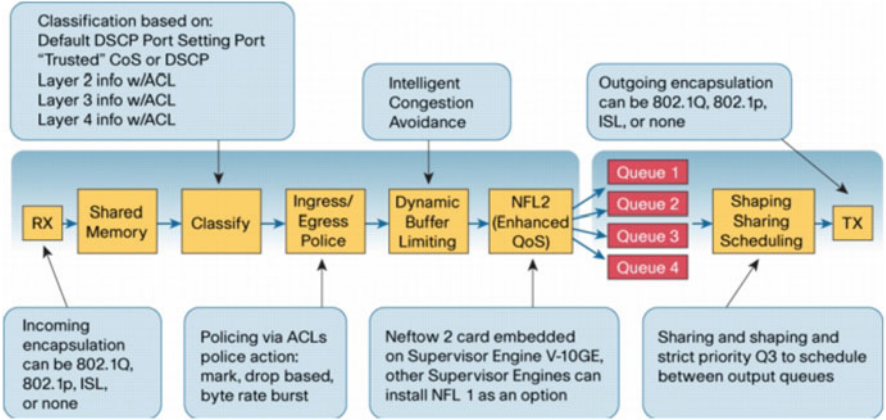 Classification based on:
Default DSCP Port Setting Port
“Trusted” CoS or DSCP
Layer 2 info w/ACL
Layer 3 info w/ACL
Layer 4 info w/ACL
Intelligent
Congestion
Avoidance
Outgoing encapsulation
can be 802.1Q, 802.1p,
ISL, or none
RX
Shared
Memory
Classify
Ingress/
Egress
Police
Dynamic
Buffer
Limiting
NFL2
(Enhanced
QoS)
Queue 1
Queue 2
Queue 3
Queue 4
Shaping
Sharing
Scheduling
TX
Incoming
encapsulation
can be 802.1Q,
802.1p, ISL,
or none
Policing via ACLs
police action:
mark, drop based,
byte rate burst
Neftow 2 card embedded
on Supervisor Engine V-10GE,
other Supervisor Engines can
install NFL 1 as an option
Sharing and shaping and
strict priority Q3 to schedule
between output queues